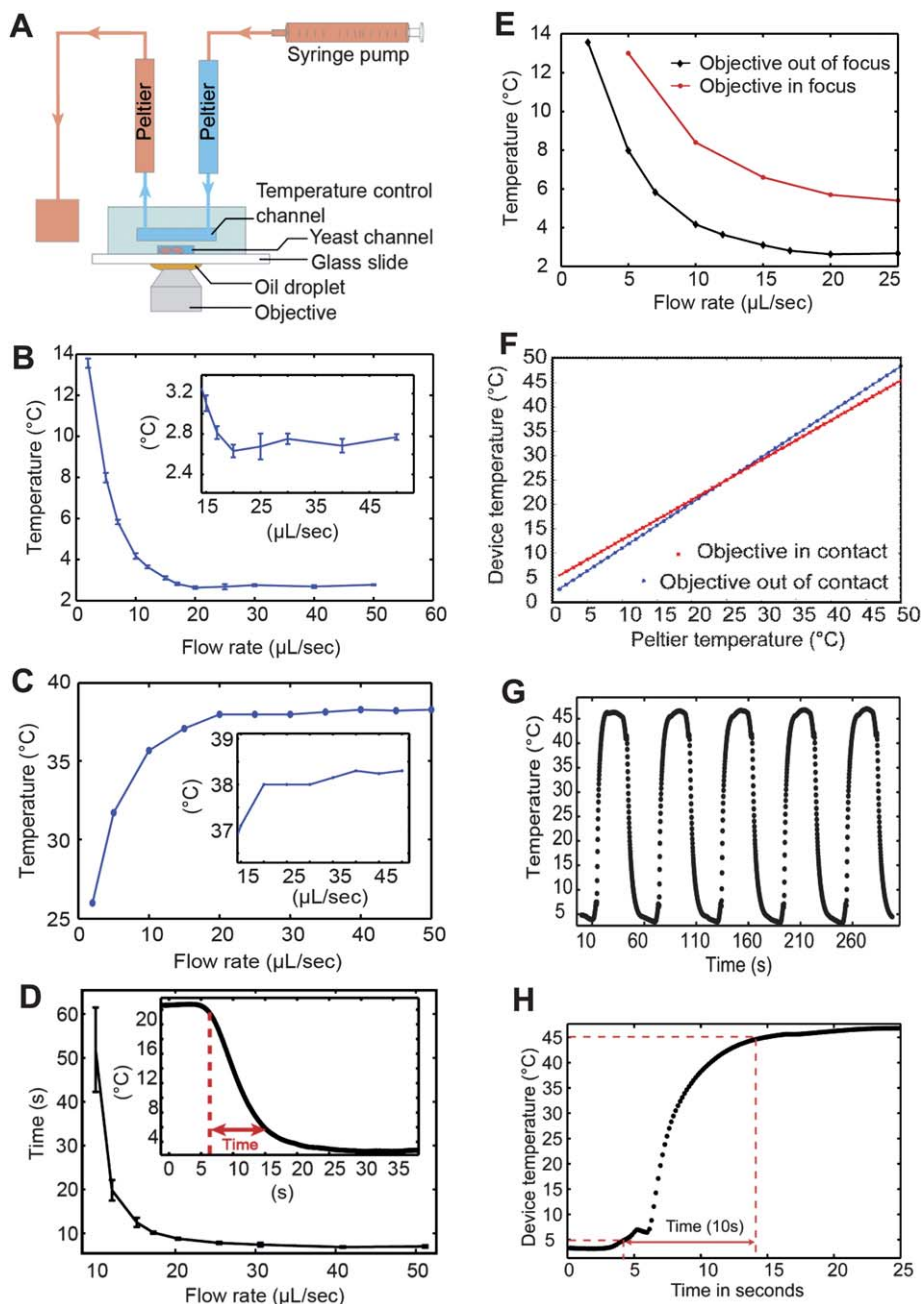 A
Syringe pump
Peltier
Peltier
Temperature control
channel
Yeast channel
Glass slide
Oil droplet
Objective
B
14
12
10
8
6
4
2
0 10 20 30 40 50 60
Temperature (°C)
Flow rate (µL/sec)
3.2
2.8
2.4
(°C)
15 25 35 45
(µL/sec)
C
40
35
30
25
0 10 20 30 40 50
Temperature (°C)
Flow rate (µL/sec)
39
38
37
(°C)
15 25 35 45
(µL/sec)
D
60
50
40
30
20
10
10 20 30 40 50
Time (s)
Flow rate (µL/sec)
20
16
12
8
4
(°C)
Time
0 5 10 15 20 25 30 35
(s)
E
14
12
10
8
6
4
2
0 5 10 15 20 25
Temperature (°C)
Flow rate (µL/sec)
Objective out of focus
Objective in focus
F
50
45
40
35
30
25
20
15
10
5
0
0 5 10 15 20 25 30 35 40 45 50
Device temperature (°C)
Peltier temperature (°C)
Objective in contact
Objective out of contact
G
45
40
35
30
25
20
15
10
5
10 60 110 160 210 260
Temperature (°C)
Time (s)
H
45
40
35
30
25
20
15
10
5
0 5 10 15 20 25
Device temperature (°C)
Time (10s)
Time in seconds